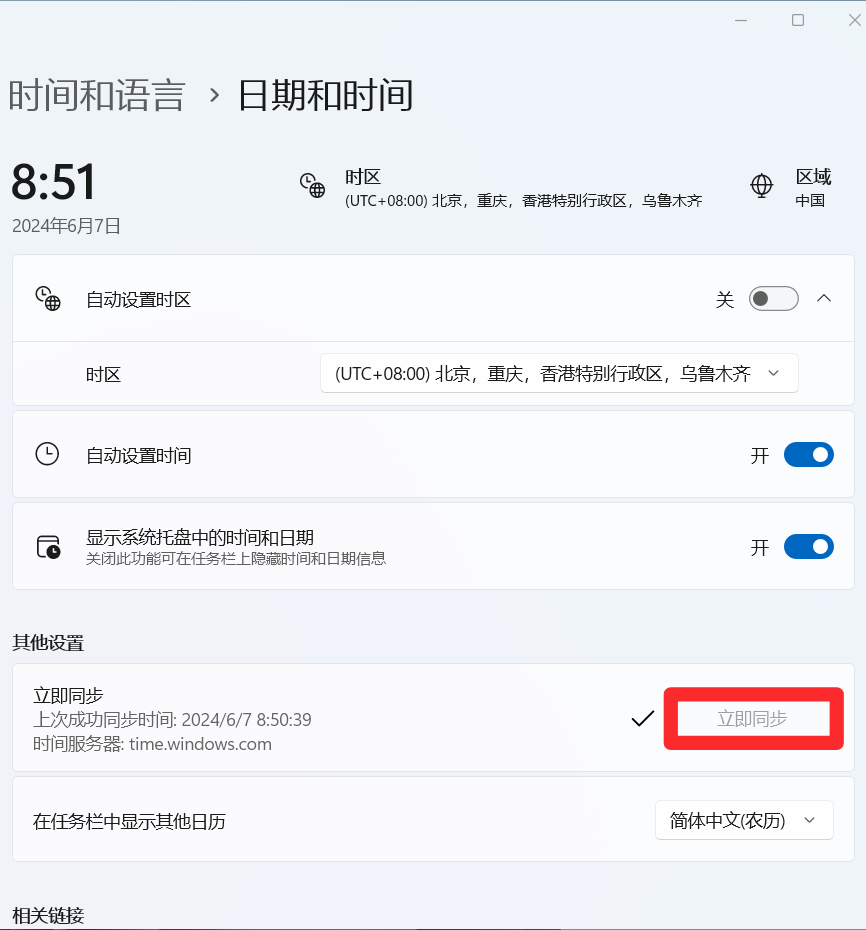 时间和语言 › 日期和时间
8:51
2024年6月7日
时区
(UTC+08:00) 北京，重庆，香港特别行政区，乌鲁木齐
区域
中国
自动设置时区
关
时区
(UTC+08:00) 北京，重庆，香港特别行政区，乌鲁木齐
自动设置时间
开
显示系统托盘中的时间和日期
关闭此功能可在任务栏上隐藏时间和日期信息
开
其他设置
立即同步
上次成功同步时间: 2024/6/7 8:50:39
时间服务器: time.windows.com
立即同步
在任务栏中显示其他日历
简体中文(农历)
相关链接